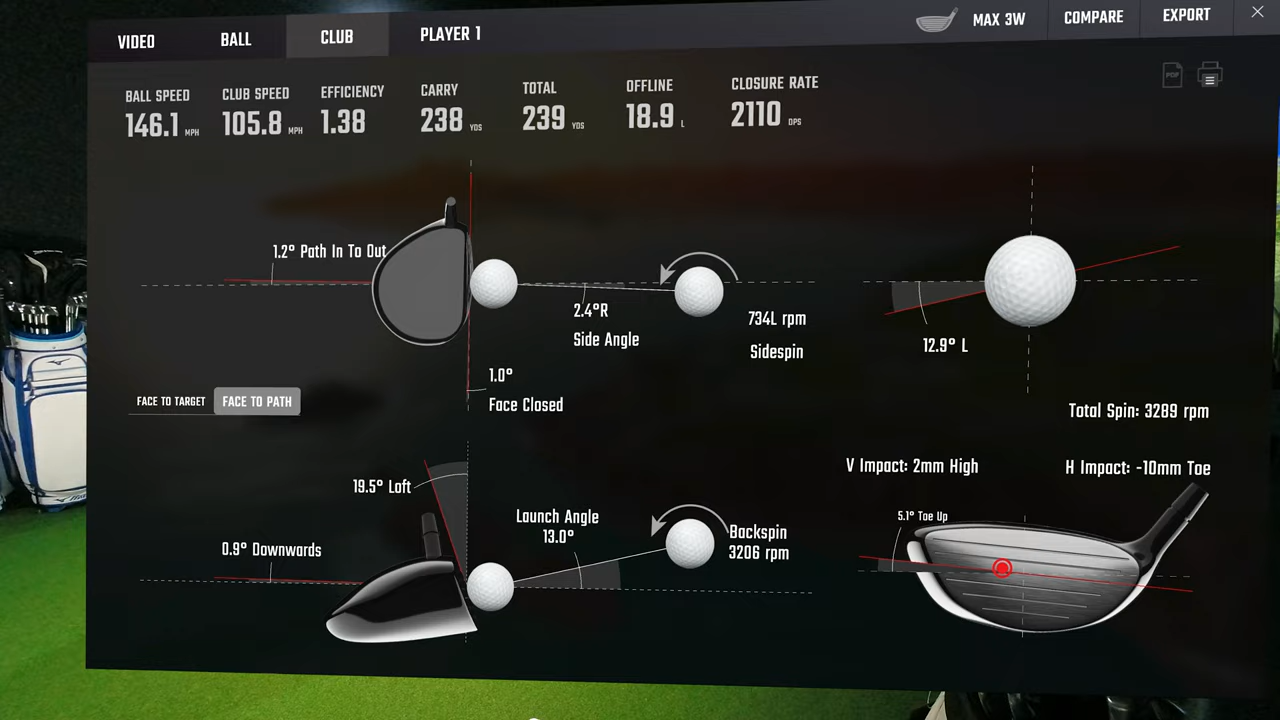 VIDEO
BALL
CLUB
PLAYER 1
MAX 3W
COMPARE
EXPORT
PDF
BALL SPEED
146.1 MPH
CLUB SPEED
105.8 MPH
EFFICIENCY
1.38
CARRY
238 YDS
TOTAL
239 YDS
OFFLINE
18.9 L
CLOSURE RATE
2110 DPS
1.2° Path In To Out
2.4°R
Side Angle
734L rpm
Sidespin
12.9° L
1.0°
Face Closed
FACE TO TARGET
FACE TO PATH
Total Spin: 3289 rpm
V Impact: 2mm High
H Impact: -10mm Toe
19.5° Loft
Launch Angle
13.0°
Backspin
3206 rpm
5.1° Toe Up
0.9° Downwards